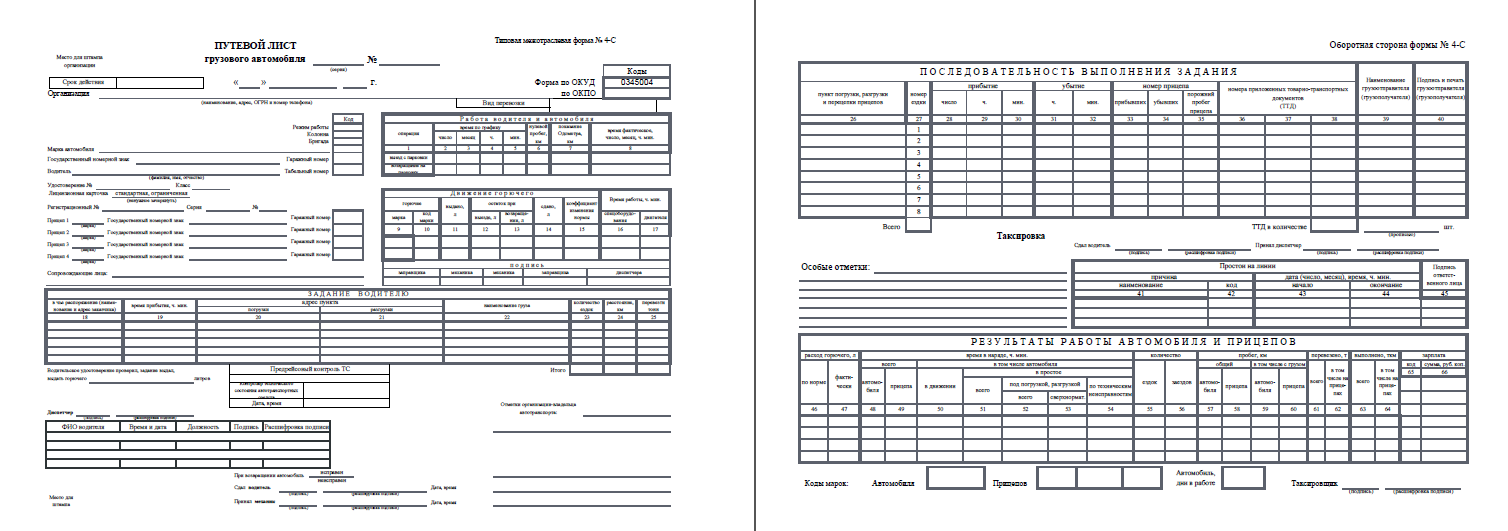 Типовая межотраслевая форма № 4-С
ПУТЕВОЙ ЛИСТ
грузового автомобиля №
(серия)
Место для штампа
организации
Коды
Срок действия « » г. Форма по ОКУД 0345004
Организация по ОКПО
(наименование, адрес, ОГРН и номер телефона)
Вид перевозки
Код
Режим работы
Колонна
Бригада
Марка автомобиля
Государственный номерной знак Гаражный номер
Водитель Табельный номер
(фамилия, имя, отчество)
Удостоверение № Класс
Лицензионная карточка стандартная, ограниченная
(ненужное зачеркнуть)
Регистрационный № Серия №
Прицеп 1 Государственный номерной знак Гаражный номер
(марка)
Прицеп 2 Государственный номерной знак Гаражный номер
(марка)
Прицеп 3 Государственный номерной знак Гаражный номер
(марка)
Прицеп 4 Государственный номерной знак Гаражный номер
(марка)
Сопровождающие лица:
Работа водителя и автомобиля
операция время по графику нулевой пробег, км показание Одометра, км время фактическое, число, месяц, ч. мин.
число месяц ч. мин.
1 2 3 4 5 6 7 8
выезд с парковки
возвращение на парковку
Движение горючего
горючее выдано, л остаток при сдано, л коэффициент изменения нормы Время работы, ч. мин.
марка код марки выезде, л возвращении, л спецоборудования двигателя
9 10 11 12 13 14 15 16 17
подпись
заправщика механика механика заправщика диспетчера
ЗАДАНИЕ ВОДИТЕЛЮ
в чье распоряжение (наименование и адрес заказчика) время прибытия, ч. мин. адрес пункта наименование груза количество ездок расстояние, км перевезти тонн
погрузки разгрузки
18 19 20 21 22 23 24 25
Итого
Водительское удостоверение проверил, задание выдал,
выдать горючего литров
Предрейсовый контроль ТС
Контроль технического состояния автотранспортного средства
Дата, время
Диспетчер
(подпись) (расшифровка подписи)
Отметки организации-владельца
автотранспорта
ФИО водителя Время и дата Должность Подпись Расшифровка подписи
При возвращении автомобиль исправен
неисправен
Сдал водитель Дата, время
(подпись) (расшифровка подписи)
Принял механик Дата, время
(подпись) (расшифровка подписи)
Место для
штампа
Оборотная сторона формы № 4-С
ПОСЛЕДОВАТЕЛЬНОСТЬ ВЫПОЛНЕНИЯ ЗАДАНИЯ
Наименование грузоотправителя (грузополучателя) Подпись и печать грузоотправителя (грузополучателя)
пункт погрузки, разгрузки и перецепки прицепов номер ездки прибытие убытие номер прицепа номера приложенных товарно-транспортных документов (ТТД)
число ч. мин. ч. мин. прибывших убывших порожний пробег прицепа
26 27 28 29 30 31 32 33 34 35 36 37 38 39 40
1
2
3
4
5
6
7
8
Всего ТТД в количестве шт.
(прописью)
Таксировка
Сдал водитель Принял диспетчер
(подпись) (расшифровка подписи) (подпись) (расшифровка подписи)
Особые отметки:
Простои на линии Подпись ответственного лица
причина дата (число, месяц), время, ч. мин.
наименование код начало окончание
41 42 43 44 45
РЕЗУЛЬТАТЫ РАБОТЫ АВТОМОБИЛЯ И ПРИЦЕПОВ
расход горючего, л время в наряде, ч. мин. количество пробег, км перевезено, т выполнено, ткм зарплата
всего в том числе автомобиля общий в том числе с грузом код сумма, руб. коп.
65 66
по норме фактически автомобиля прицепа в движении в простое ездок заездов автомобиля прицепа автомобиля прицепа всего в том числе на прицепах всего в том числе на прицепах
всего под погрузкой, разгрузкой по техническим неисправностям
всего сверхнормат.
46 47 48 49 50 51 52 53 54 55 56 57 58 59 60 61 62 63 64
Коды марок: Автомобиля Прицепов Автомобиль, дни в работе Таксировщик
(подпись) (расшифровка подписи)